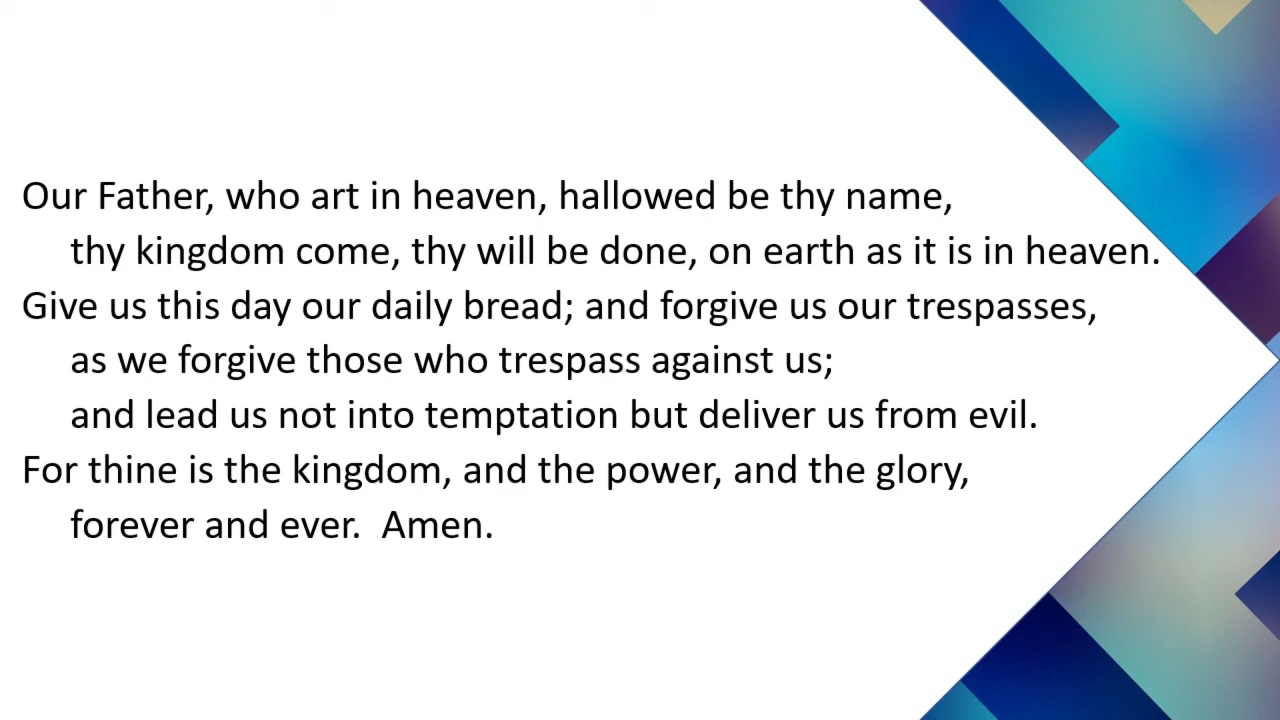 Our Father, who art in heaven, hallowed be thy name,
thy kingdom come, thy will be done, on earth as it is in heaven.
Give us this day our daily bread; and forgive us our trespasses,
as we forgive those who trespass against us;
and lead us not into temptation but deliver us from evil.
For thine is the kingdom, and the power, and the glory,
forever and ever.  Amen.